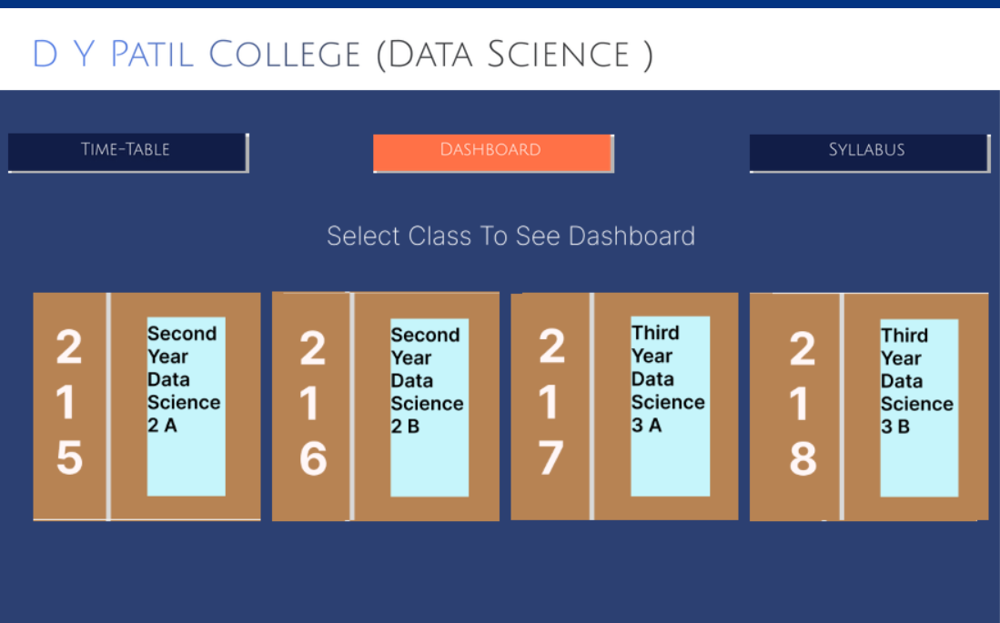 D Y Patil College (Data Science )
Time-Table
Dashboard
Syllabus
Select Class To See Dashboard
2
1
5
Second
Year
Data
Science
2 A
2
1
6
Second
Year
Data
Science
2 B
2
1
7
Third
Year
Data
Science
3 A
2
1
8
Third
Year
Data
Science
3 B